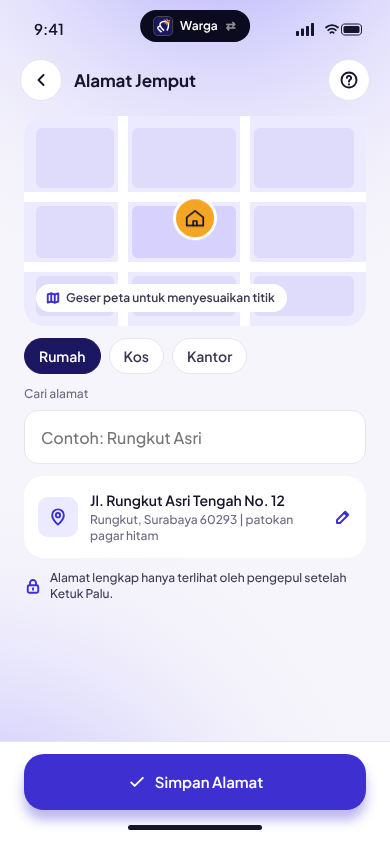 9:41
Warga
Alamat Jemput
Geser peta untuk menyesuaikan titik
Rumah
Kos
Kantor
Cari alamat
Contoh: Rungkut Asri
Jl. Rungkut Asri Tengah No. 12
Rungkut, Surabaya 60293 | patokan
pagar hitam
Alamat lengkap hanya terlihat oleh pengepul setelah
Ketuk Palu.
Simpan Alamat